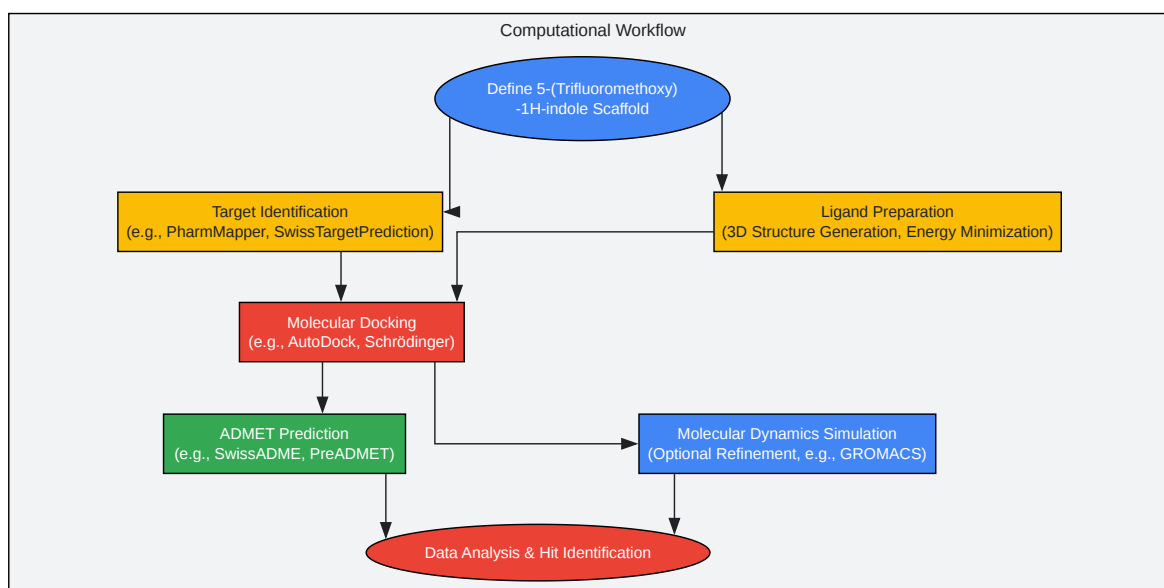 Computational Workflow
Define 5-(Trifluoromethoxy)
-1H-indole Scaffold
Target Identification
(e.g., PharmMapper, SwissTargetPrediction)
Ligand Preparation
(3D Structure Generation, Energy Minimization)
Molecular Docking
(e.g., AutoDock, Schrödinger)
ADMET Prediction
(e.g., SwissADME, PreADMET)
Molecular Dynamics Simulation
(Optional Refinement, e.g., GROMACS)
Data Analysis & Hit Identification